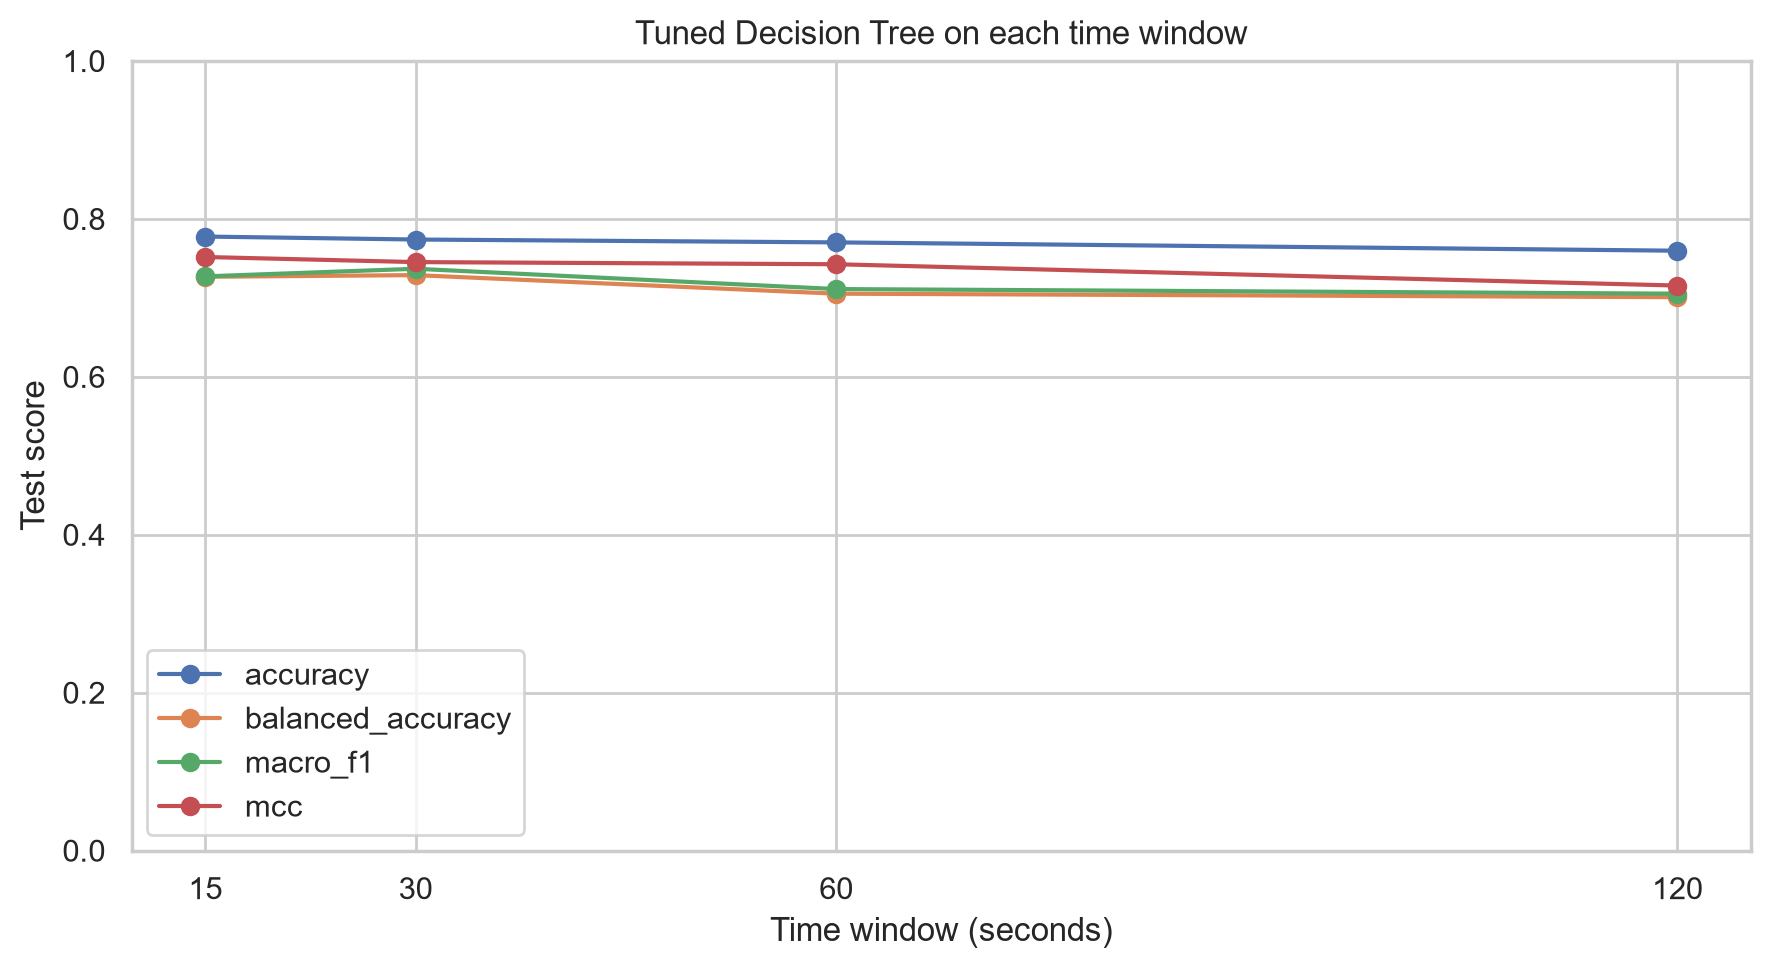 Tuned Decision Tree on each time window
1.0
0.8
0.6
0.4
0.2
0.0
Test score
accuracy
balanced_accuracy
macro_f1
mcc
15 30 60 120
Time window (seconds)